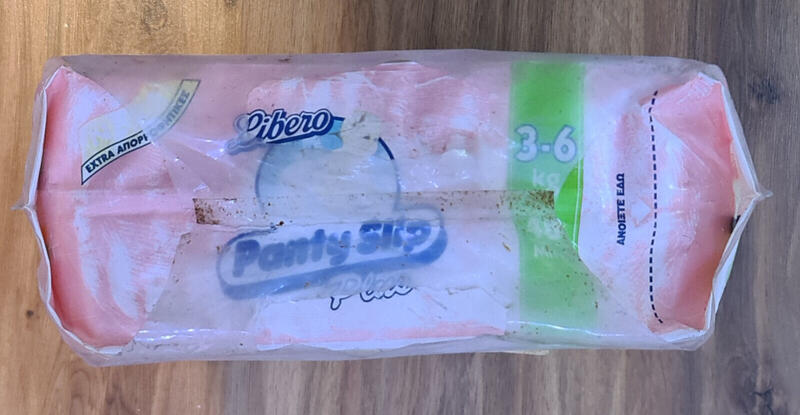 EXTRA ΑΠΟΡΡΟΦΗΤΙΚΕΣ
Libero
3-6
kg
Panty Slip
Plus
ΑΝΟΙΞΤΕ ΕΔΩ